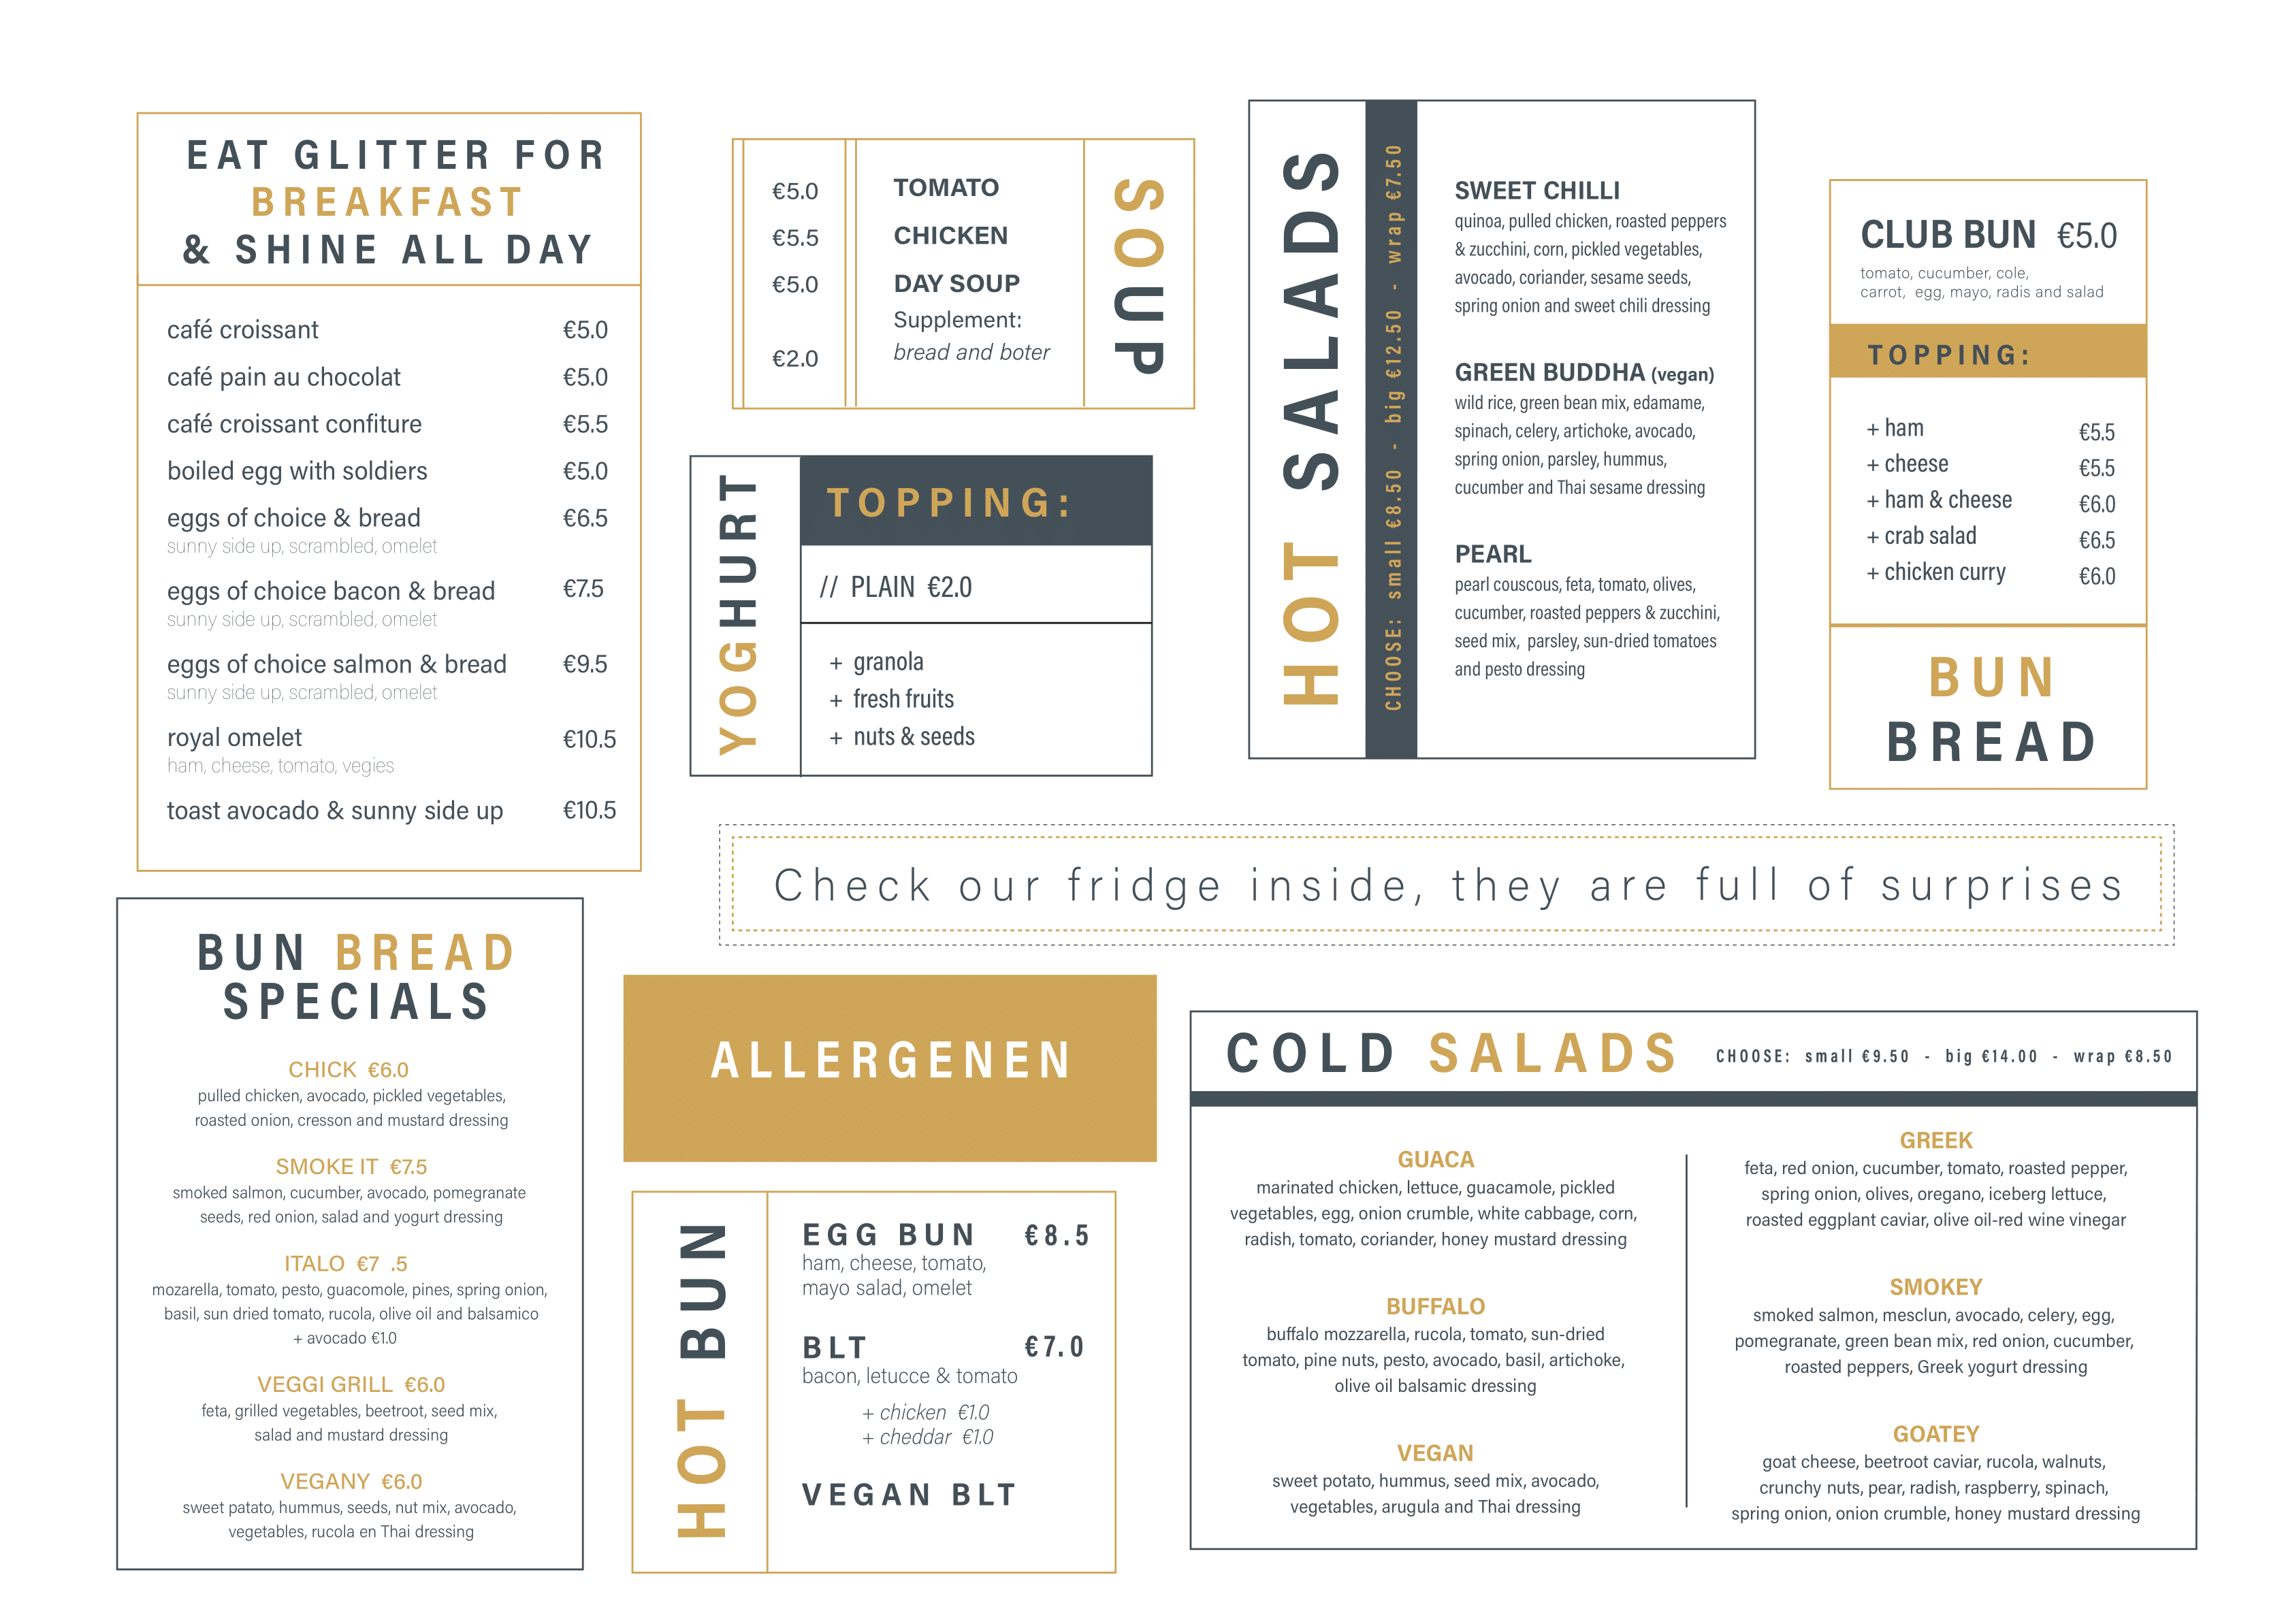 EAT GLITTER FOR
BREAKFAST
& SHINE ALL DAY
café croissant €5.0
café pain au chocolat €5.0
café croissant confiture €5.5
boiled egg with soldiers €5.0
eggs of choice & bread €6.5
sunny side up, scrambled, omelet
eggs of choice bacon & bread €7.5
sunny side up, scrambled, omelet
eggs of choice salmon & bread €9.5
sunny side up, scrambled, omelet
royal omelet €10.5
ham, cheese, tomato, vegies
toast avocado & sunny side up €10.5
SOUP
€5.0 TOMATO
€5.5 CHICKEN
€5.0 DAY SOUP
Supplement:
€2.0 bread and boter
YOGHURT
TOPPING:
// PLAIN €2.0
+ granola
+ fresh fruits
+ nuts & seeds
HOT SALADS
CHOOSE: small €8.50 - big €12.50 - wrap €7.50
SWEET CHILLI
quinoa, pulled chicken, roasted peppers
& zucchini, corn, pickled vegetables,
avocado, coriander, sesame seeds,
spring onion and sweet chili dressing
GREEN BUDDHA (vegan)
wild rice, green bean mix, edamame,
spinach, celery, artichoke, avocado,
spring onion, parsley, hummus,
cucumber and Thai sesame dressing
PEARL
pearl couscous, feta, tomato, olives,
cucumber, roasted peppers & zucchini,
seed mix, parsley, sun-dried tomatoes
and pesto dressing
CLUB BUN €5.0
tomato, cucumber, cole,
carrot, egg, mayo, radis and salad
TOPPING:
+ ham €5.5
+ cheese €5.5
+ ham & cheese €6.0
+ crab salad €6.5
+ chicken curry €6.0
BUN
BREAD
Check our fridge inside, they are full of surprises
BUN BREAD
SPECIALS
CHICK €6.0
pulled chicken, avocado, pickled vegetables,
roasted onion, cresson and mustard dressing
SMOKE IT €7.5
smoked salmon, cucumber, avocado, pomegranate
seeds, red onion, salad and yogurt dressing
ITALO €7 .5
mozarella, tomato, pesto, guacomole, pines, spring onion,
basil, sun dried tomato, rucola, olive oil and balsamico
+ avocado €1.0
VEGGI GRILL €6.0
feta, grilled vegetables, beetroot, seed mix,
salad and mustard dressing
VEGANY €6.0
sweet patato, hummus, seeds, nut mix, avocado,
vegetables, rucola en Thai dressing
ALLERGENEN
HOT BUN
EGG BUN €8.5
ham, cheese, tomato,
mayo salad, omelet
BLT €7.0
bacon, letucce & tomato
+ chicken €1.0
+ cheddar €1.0
VEGAN BLT
COLD SALADS CHOOSE: small €9.50 - big €14.00 - wrap €8.50
GUACA
marinated chicken, lettuce, guacamole, pickled
vegetables, egg, onion crumble, white cabbage, corn,
radish, tomato, coriander, honey mustard dressing
BUFFALO
buffalo mozzarella, rucola, tomato, sun-dried
tomato, pine nuts, pesto, avocado, basil, artichoke,
olive oil balsamic dressing
VEGAN
sweet potato, hummus, seed mix, avocado,
vegetables, arugula and Thai dressing
GREEK
feta, red onion, cucumber, tomato, roasted pepper,
spring onion, olives, oregano, iceberg lettuce,
roasted eggplant caviar, olive oil-red wine vinegar
SMOKEY
smoked salmon, mesclun, avocado, celery, egg,
pomegranate, green bean mix, red onion, cucumber,
roasted peppers, Greek yogurt dressing
GOATEY
goat cheese, beetroot caviar, rucola, walnuts,
crunchy nuts, pear, radish, raspberry, spinach,
spring onion, onion crumble, honey mustard dressing